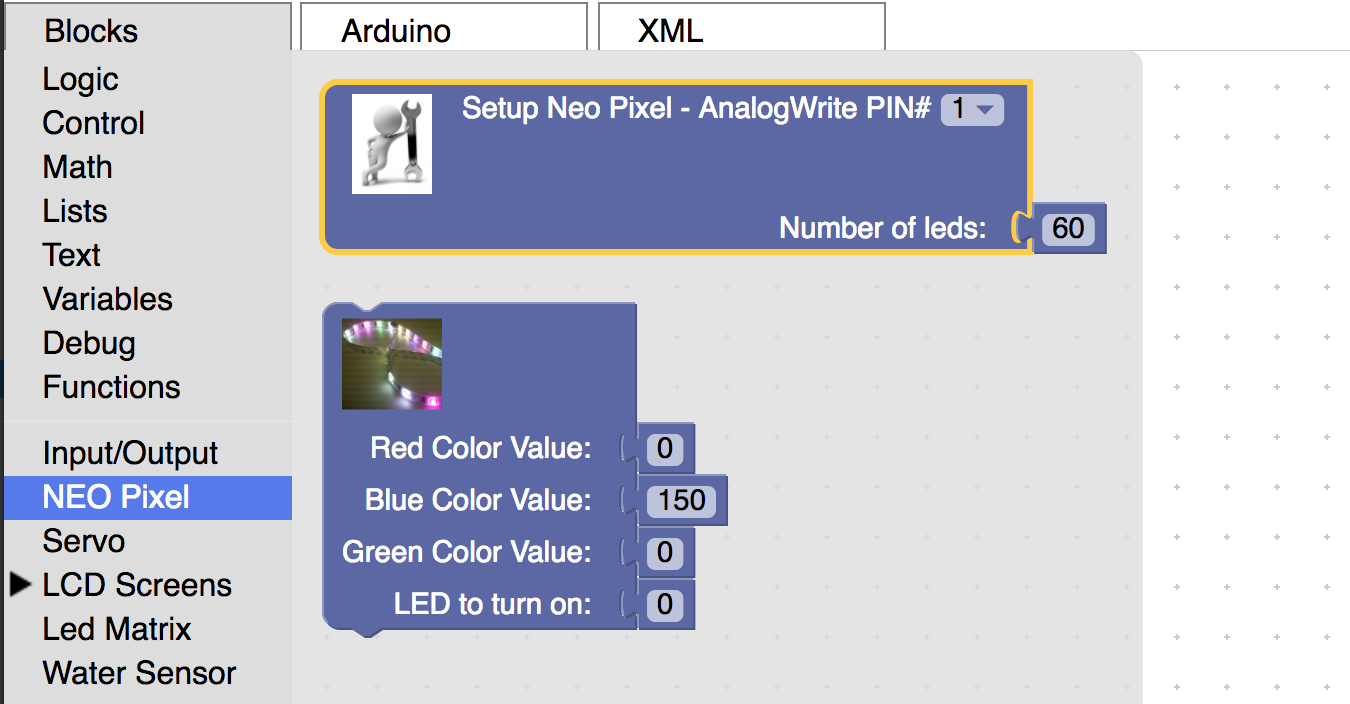 Blocks
Arduino
XML
Logic
Control
Math
Lists
Text
Variables
Debug
Functions
Input/Output
NEO Pixel
Servo
LCD Screens
Led Matrix
Water Sensor
Setup Neo Pixel - AnalogWrite PIN# 1
Number of leds: 60
Red Color Value: 0
Blue Color Value: 150
Green Color Value: 0
LED to turn on: 0